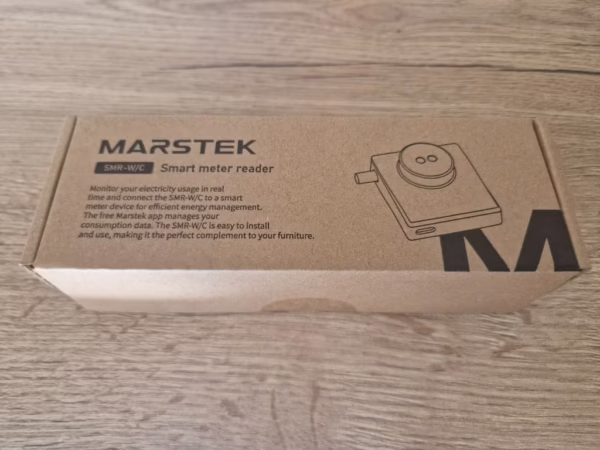 MARSTEK
SMR-W/C Smart meter reader
Monitor your electricity usage in real
time and connect the SMR-W/C to a smart
meter device for efficient energy management.
The free Marstek app manages your
consumption data. The SMR-W/C is easy to install
and use, making it the perfect complement to your furniture.